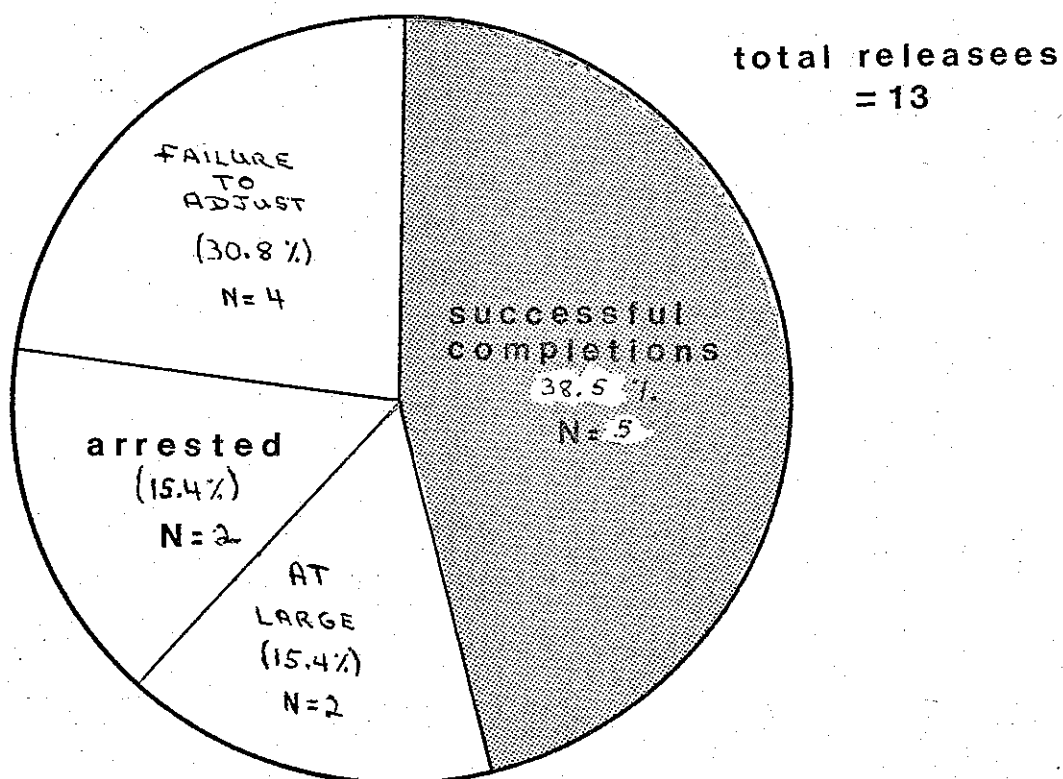 total releasees
= 13
FAILURE
TO
ADJUST
(30.8%)
N= 4
successful
completions
38.5 %.
N= 5
arrested
(15.4%)
N= 2
AT
LARGE
(15.4%)
N=2